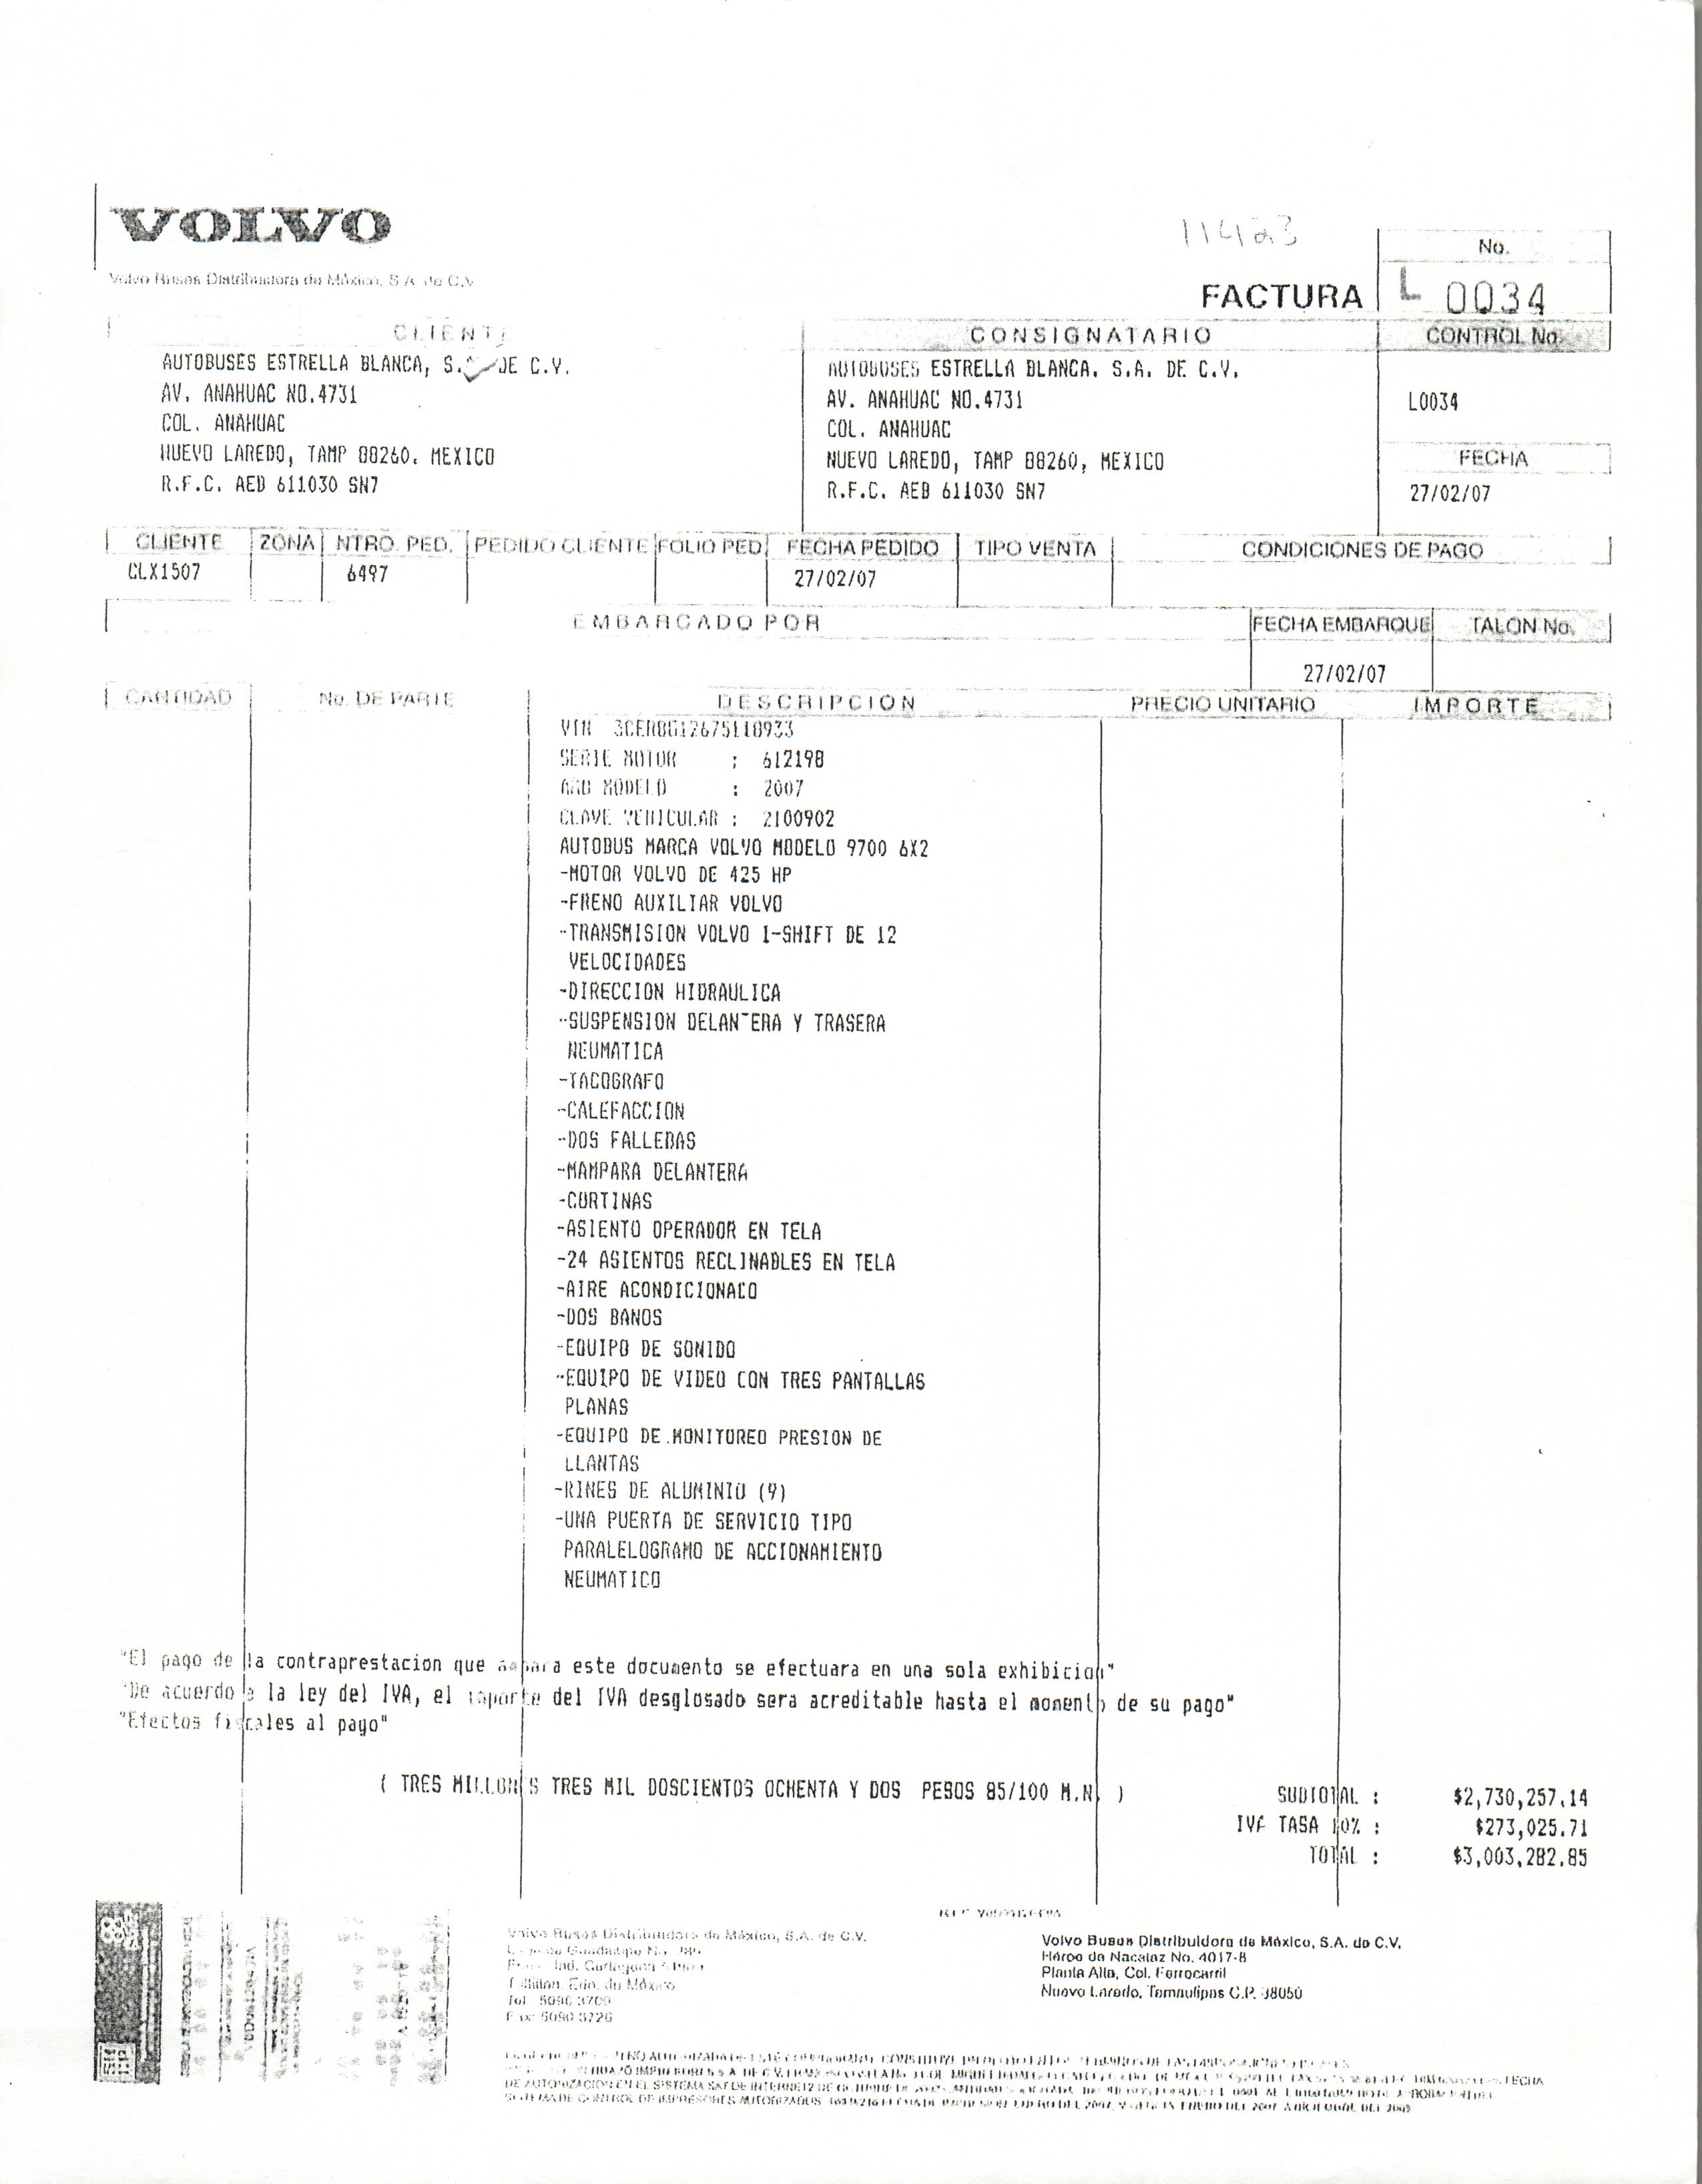 VOLVO
Volvo Buses Distribuidora de México, S.A. de C.V.
11423
No.
FACTURA
L 0034
CLIENTE
CONSIGNATARIO
CONTROL No.
AUTOBUSES ESTRELLA BLANCA, S. DE C.V.
AV. ANAHUAC NO.4731
COL. ANAHUAC
NUEVO LAREDO, TAMP 88260, MEXICO
R.F.C. AEB 611030 SN7
AUTOBUSES ESTRELLA BLANCA, S.A. DE C.V.
AV. ANAHUAC NO.4731
COL. ANAHUAC
NUEVO LAREDO, TAMP 88260, MEXICO
R.F.C. AEB 611030 SN7
L0034
FECHA
27/02/07
CLIENTE ZONA NTRO. PED. PEDIDO CLIENTE FOLIO PED. FECHA PEDIDO TIPO VENTA CONDICIONES DE PAGO
CLX1507 6497 27/02/07
EMBARCADO POR FECHA EMBARQUE TALON No.
27/02/07
CANTIDAD No. DE PARTE DESCRIPCION PRECIO UNITARIO IMPORTE
VIN
SERIE MOTOR : 612198
ANO MODELO : 2007
CLAVE VEHICULAR : 2100902
AUTOBUS MARCA VOLVO MODELO 9700 6X2
-MOTOR VOLVO DE 425 HP
-FRENO AUXILIAR VOLVO
-TRANSMISION VOLVO I-SHIFT DE 12
VELOCIDADES
-DIRECCION HIDRAULICA
-SUSPENSION DELANTERA Y TRASERA
NEUMATICA
-TACOGRAFO
-CALEFACCION
-DOS FALLEBAS
-MAMPARA DELANTERA
-CORTINAS
-ASIENTO OPERADOR EN TELA
-24 ASIENTOS RECLINABLES EN TELA
-AIRE ACONDICIONADO
-DOS BANOS
-EQUIPO DE SONIDO
-EQUIPO DE VIDEO CON TRES PANTALLAS
PLANAS
-EQUIPO DE MONITOREO PRESION DE
LLANTAS
-RINES DE ALUMINIO (9)
-UNA PUERTA DE SERVICIO TIPO
PARALELOGRAMO DE ACCIONAMIENTO
NEUMATICO
"El pago de la contraprestacion que ampara este documento se efectuara en una sola exhibicion"
"De acuerdo a la ley del IVA, el importe del IVA desglosado sera acreditable hasta el momento de su pago"
"Efectos fiscales al pago"
( TRES MILLONES TRES MIL DOSCIENTOS OCHENTA Y DOS PESOS 85/100 M.N. )
SUBTOTAL : $2,730,257.14
IVA TASA 10% : $273,025.71
TOTAL : $3,003,282.85
Volvo Buses Distribuidora de México, S.A. de C.V.
Tultitlan, Edo. de México
Tel. 5090 3700
Fax 5090 3726
Volvo Buses Distribuidora de México, S.A. de C.V.
Héroe de Nacataz No. 4017-B
Planta Alta, Col. Ferrocarril
Nuevo Laredo, Tamaulipas C.P. 88050